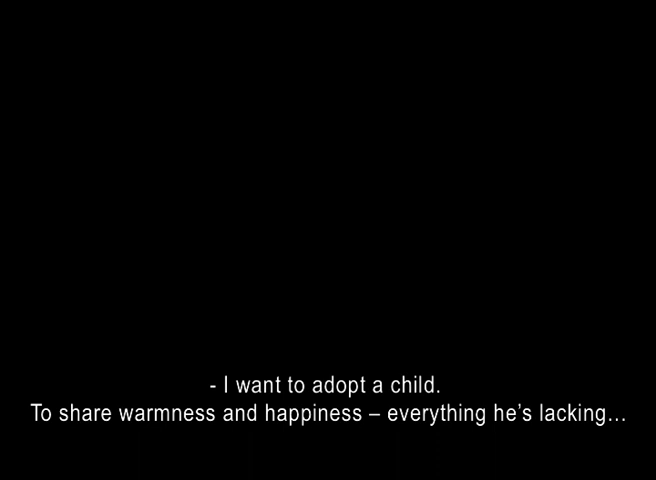 - I want to adopt a child.
To share warmness and happiness – everything he’s lacking...